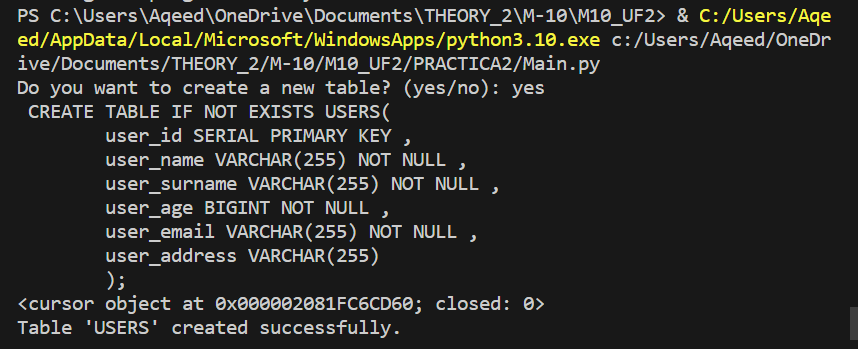 PS C:\Users\Aqeed\OneDrive\Documents\THEORY_2\M-10\M10_UF2> & C:/Users/Aqe
ed/AppData/Local/Microsoft/WindowsApps/python3.10.exe c:/Users/Aqeed/OneDr
ive/Documents/THEORY_2/M-10/M10_UF2/PRACTICA2/Main.py
Do you want to create a new table? (yes/no): yes
 CREATE TABLE IF NOT EXISTS USERS(
        user_id SERIAL PRIMARY KEY ,
        user_name VARCHAR(255) NOT NULL ,
        user_surname VARCHAR(255) NOT NULL ,
        user_age BIGINT NOT NULL ,
        user_email VARCHAR(255) NOT NULL ,
        user_address VARCHAR(255)
        );
<cursor object at 0x000002081FC6CD60; closed: 0>
Table 'USERS' created successfully.